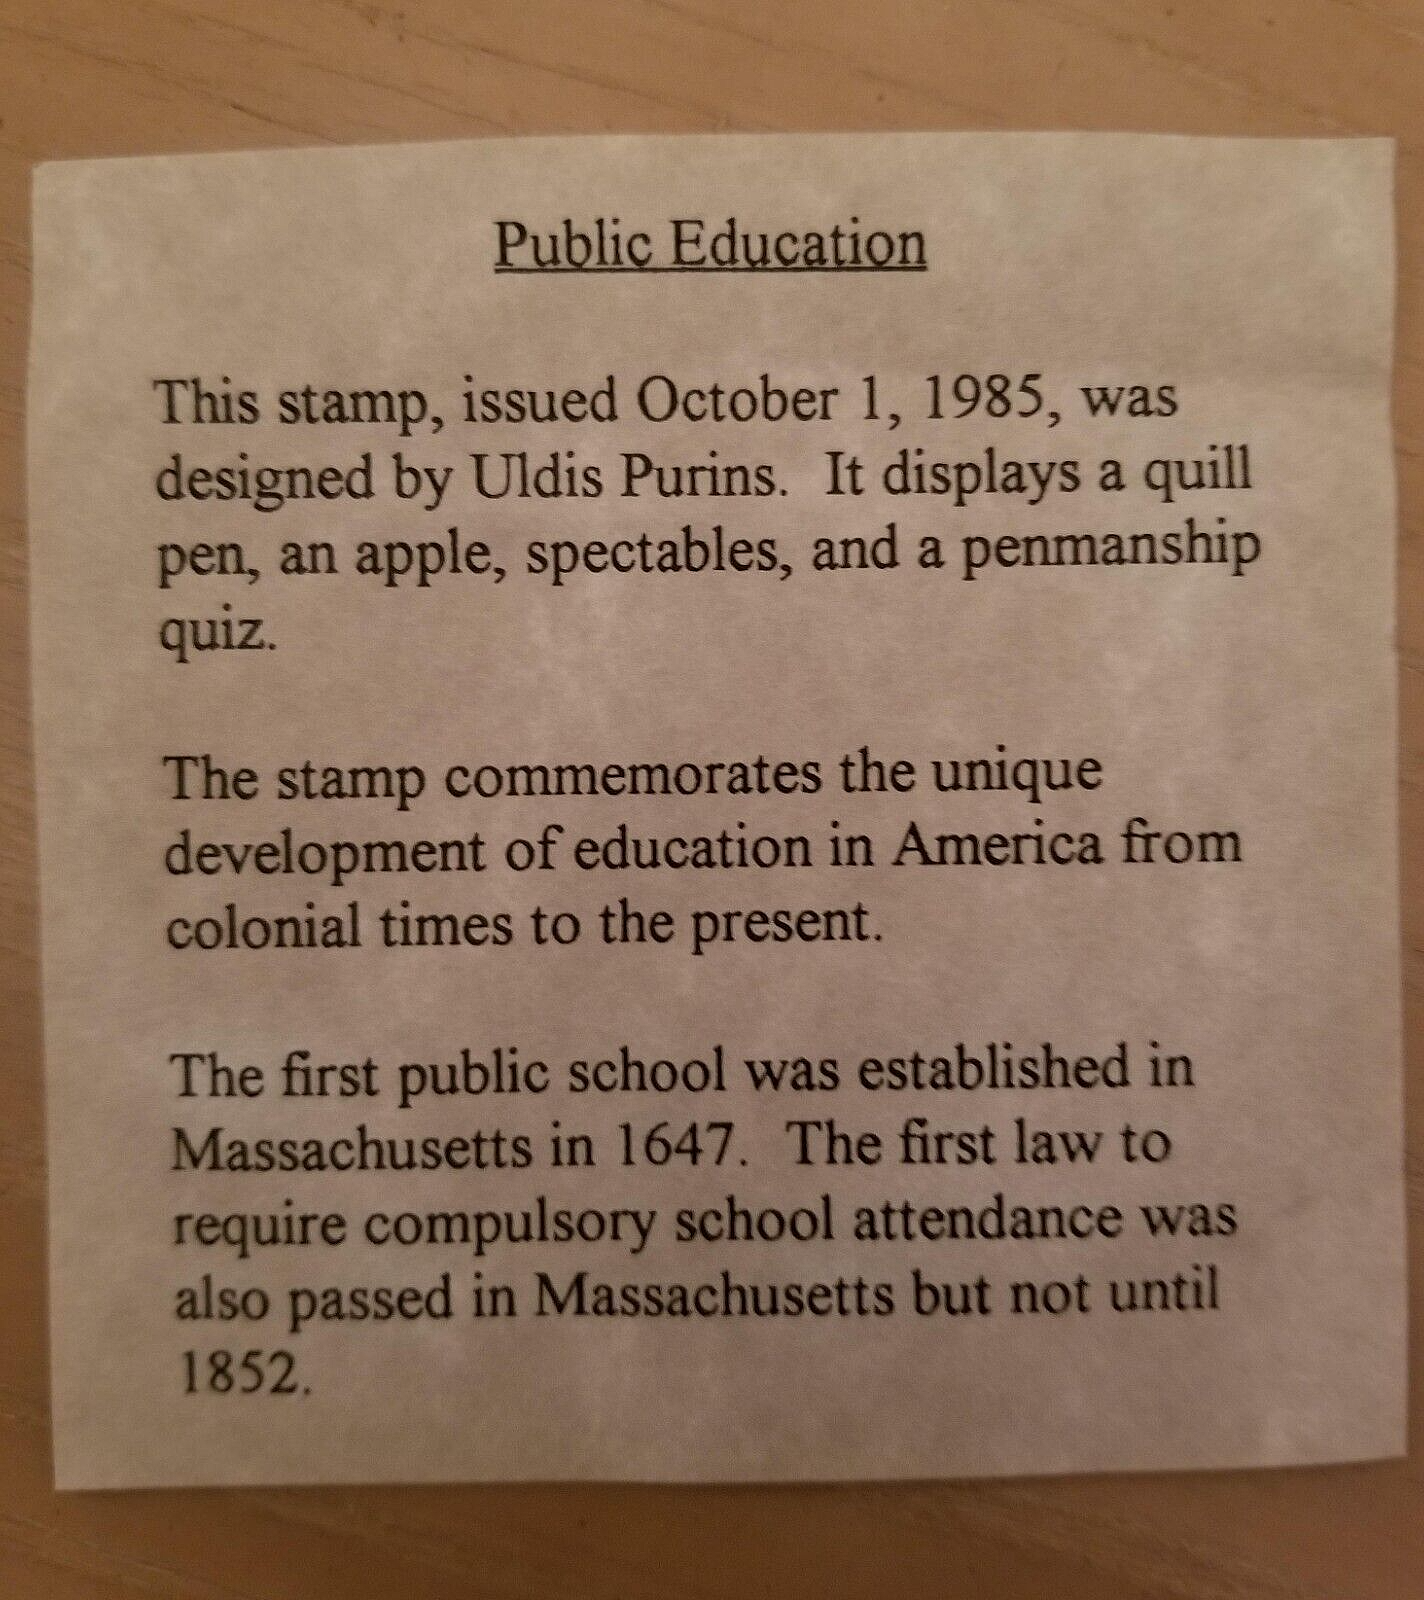 Public Education
This stamp, issued October 1, 1985, was
designed by Uldis Purins.  It displays a quill
pen, an apple, spectables, and a penmanship
quiz.
The stamp commemorates the unique
development of education in America from
colonial times to the present.
The first public school was established in
Massachusetts in 1647.  The first law to
require compulsory school attendance was
also passed in Massachusetts but not until
1852.